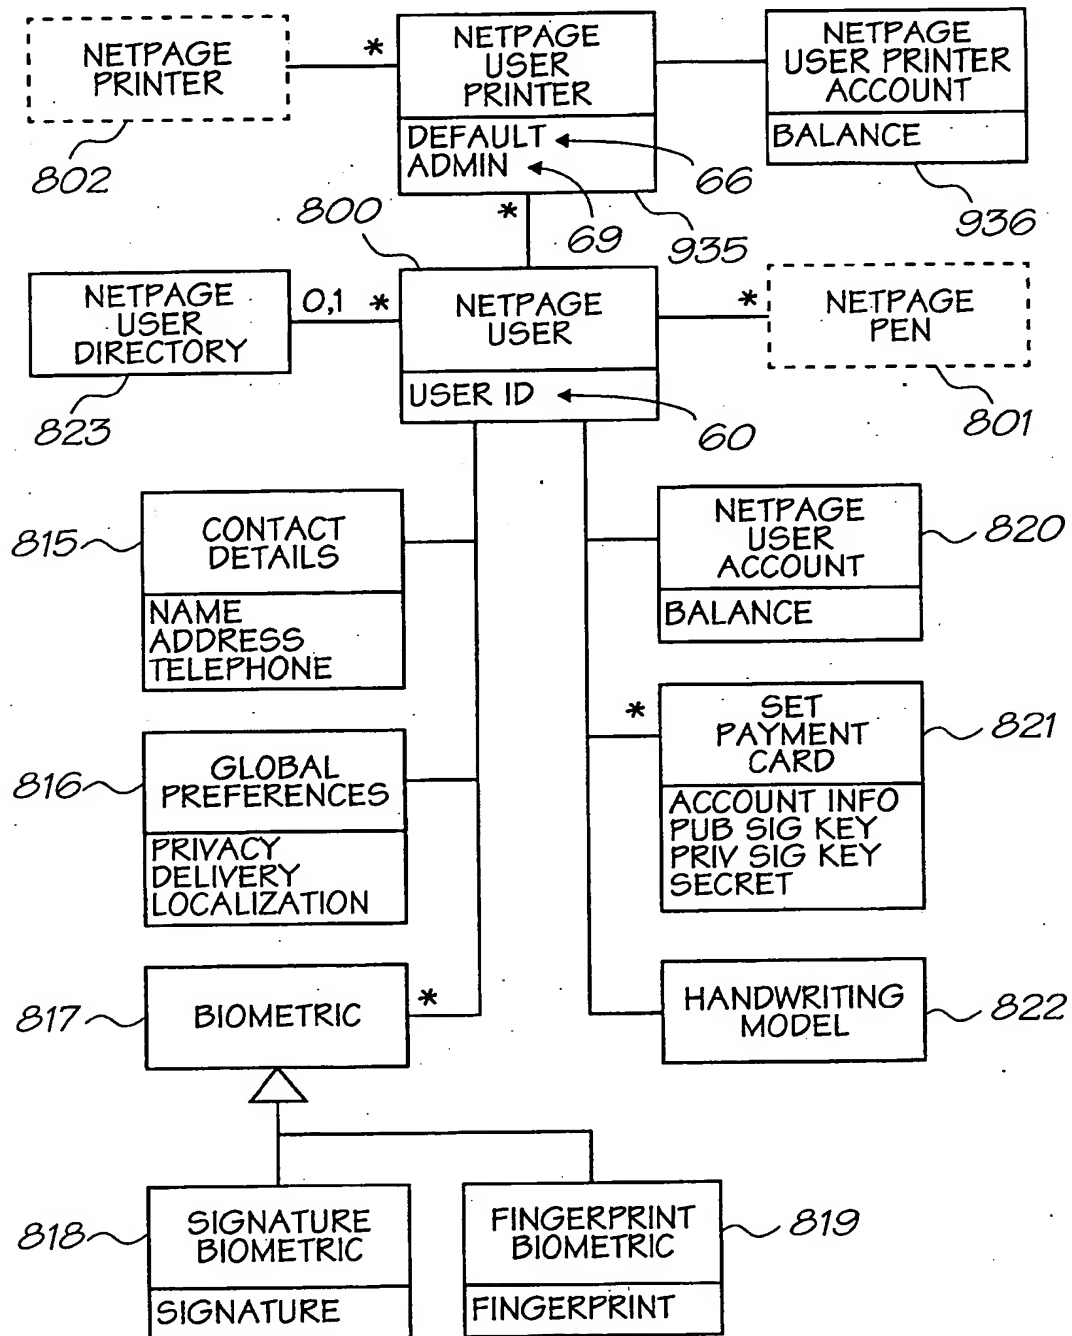 NETPAGE
PRINTER
802
*
NETPAGE
USER
PRINTER
DEFAULT
ADMIN
66
69
935
*
NETPAGE
USER PRINTER
ACCOUNT
BALANCE
936
800
NETPAGE
USER
DIRECTORY
823
0,1
*
NETPAGE
USER
USER ID
60
*
NETPAGE
PEN
801
815
CONTACT
DETAILS
NAME
ADDRESS
TELEPHONE
NETPAGE
USER
ACCOUNT
BALANCE
820
816
GLOBAL
PREFERENCES
PRIVACY
DELIVERY
LOCALIZATION
*
SET
PAYMENT
CARD
ACCOUNT INFO
PUB SIG KEY
PRIV SIG KEY
SECRET
821
817
BIOMETRIC
*
HANDWRITING
MODEL
822
818
SIGNATURE
BIOMETRIC
SIGNATURE
FINGERPRINT
BIOMETRIC
FINGERPRINT
819